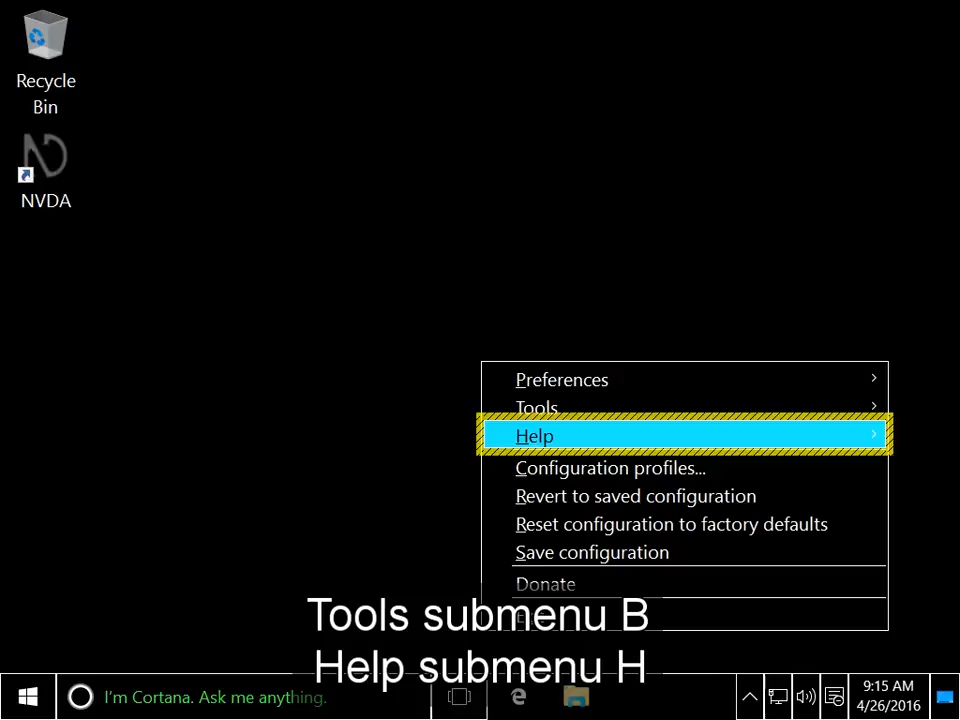 Recycle
Bin
NVDA
Preferences
Tools
Help
Configuration profiles...
Revert to saved configuration
Reset configuration to factory defaults
Save configuration
Donate
Tools submenu B
Help submenu H
I'm Cortana. Ask me anything.
9:15 AM
4/26/2016